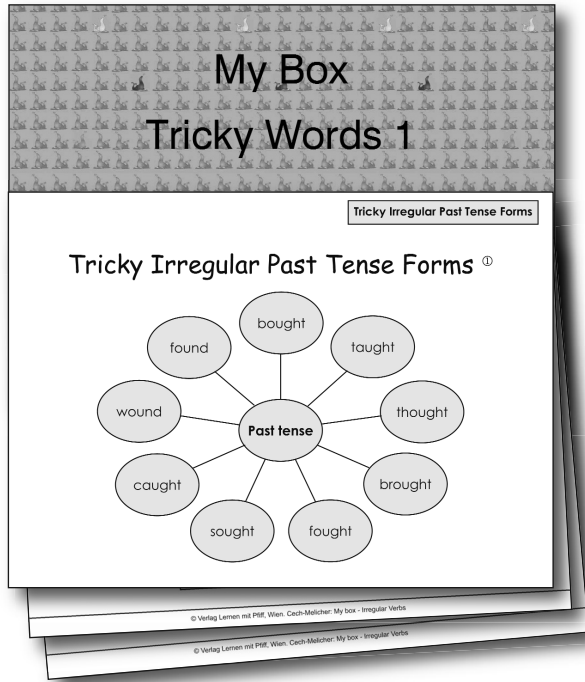 My Box
Tricky Words 1
Tricky Irregular Past Tense Forms
Tricky Irregular Past Tense Forms ①
bought
found
taught
wound
thought
Past tense
caught
brought
sought
fought
© Verlag Lernen mit Pfiff, Wien. Cech-Melicher: My box - Irregular Verbs
© Verlag Lernen mit Pfiff, Wien. Cech-Melicher: My box - Irregular Verbs